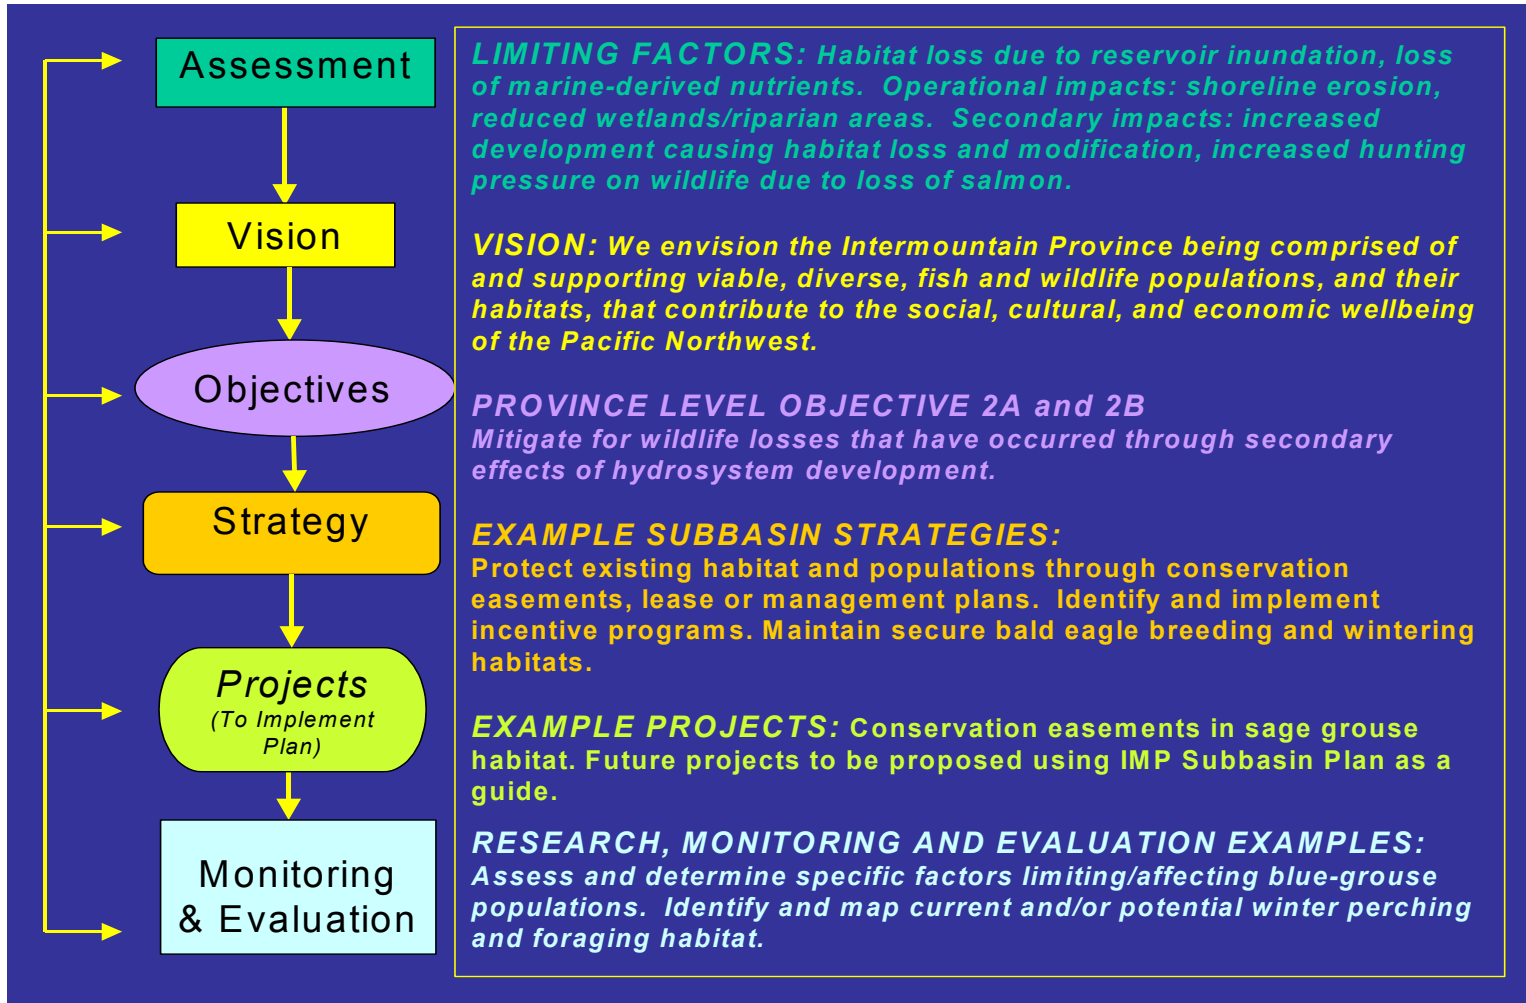 Assessment
Vision
Objectives
Strategy
Projects
(To Implement
Plan)
Monitoring
& Evaluation
LIMITING FACTORS: Habitat loss due to reservoir inundation, loss
of marine-derived nutrients. Operational impacts: shoreline erosion,
reduced wetlands/riparian areas. Secondary impacts: increased
development causing habitat loss and modification, increased hunting
pressure on wildlife due to loss of salmon.
VISION: We envision the Intermountain Province being comprised of
and supporting viable, diverse, fish and wildlife populations, and their
habitats, that contribute to the social, cultural, and economic wellbeing
of the Pacific Northwest.
PROVINCE LEVEL OBJECTIVE 2A and 2B
Mitigate for wildlife losses that have occurred through secondary
effects of hydrosystem development.
EXAMPLE SUBBASIN STRATEGIES:
Protect existing habitat and populations through conservation
easements, lease or management plans. Identify and implement
incentive programs. Maintain secure bald eagle breeding and wintering
habitats.
EXAMPLE PROJECTS: Conservation easements in sage grouse
habitat. Future projects to be proposed using IMP Subbasin Plan as a
guide.
RESEARCH, MONITORING AND EVALUATION EXAMPLES:
Assess and determine specific factors limiting/affecting blue-grouse
populations. Identify and map current and/or potential winter perching
and foraging habitat.